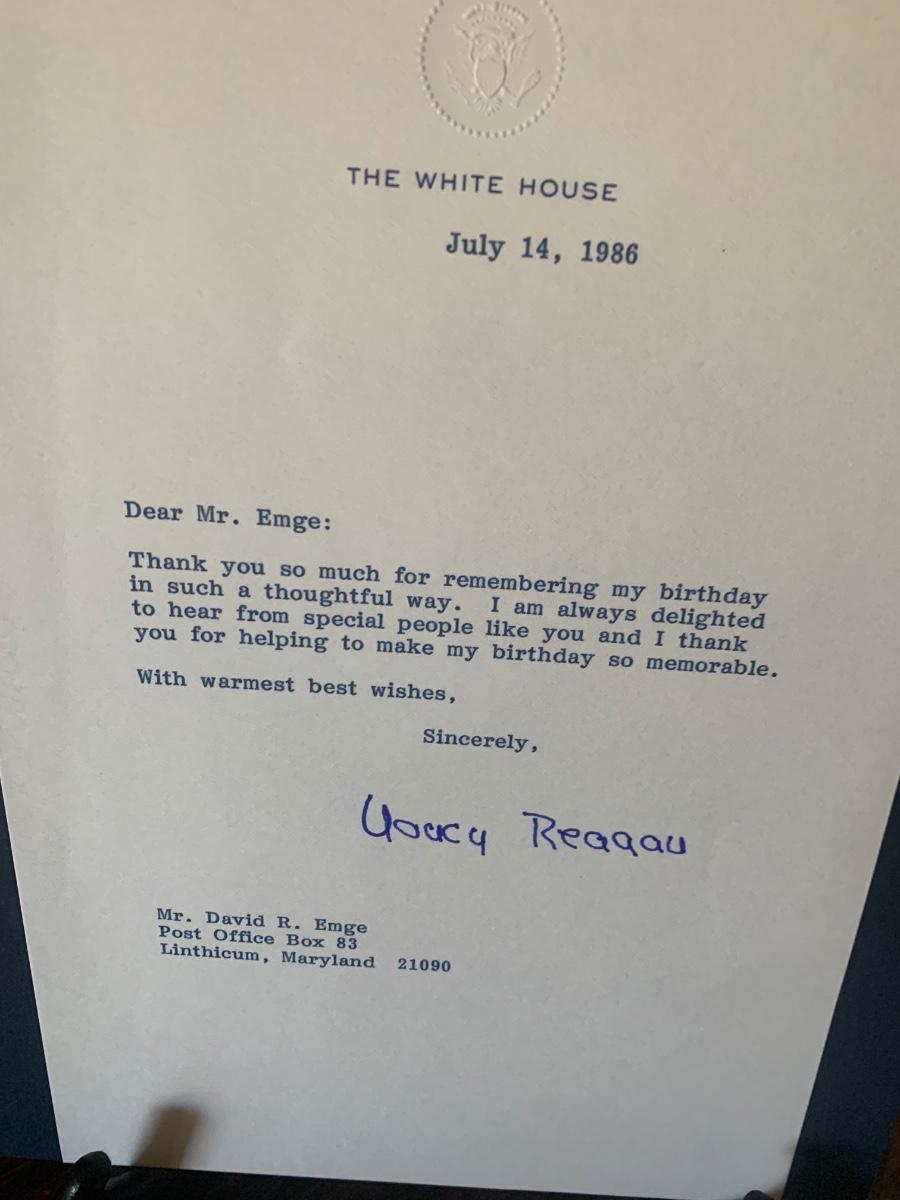 THE WHITE HOUSE
July 14, 1986
Dear Mr. Emge:
Thank you so much for remembering my birthday
in such a thoughtful way. I am always delighted
to hear from special people like you and I thank
you for helping to make my birthday so memorable.
With warmest best wishes,
Sincerely,
Nancy Reagan
Mr. David R. Emge
Post Office Box 83
Linthicum, Maryland 21090